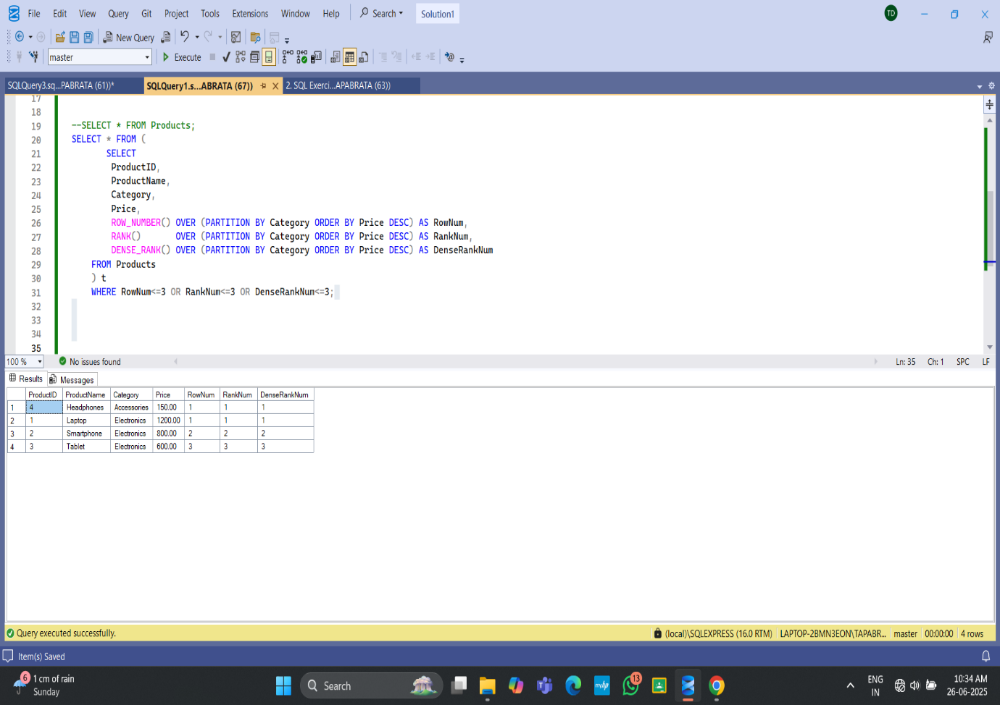 File Edit View Query Git Project Tools Extensions Window Help Search Solution1 TD
New Query
master Execute
SQLQuery3.sq...PABRATA (61))* SQLQuery1.s...ABRATA (67)) 2. SQL Exerci...APABRATA (63))
17
18
19 --SELECT * FROM Products;
20 SELECT * FROM (
21 SELECT
22 ProductID,
23 ProductName,
24 Category,
25 Price,
26 ROW_NUMBER() OVER (PARTITION BY Category ORDER BY Price DESC) AS RowNum,
27 RANK() OVER (PARTITION BY Category ORDER BY Price DESC) AS RankNum,
28 DENSE_RANK() OVER (PARTITION BY Category ORDER BY Price DESC) AS DenseRankNum
29 FROM Products
30 ) t
31 WHERE RowNum<=3 OR RankNum<=3 OR DenseRankNum<=3;
32
33
34
35
100 % No issues found Ln: 35 Ch: 1 SPC LF
Results Messages
ProductID ProductName Category Price RowNum RankNum DenseRankNum
1 4 Headphones Accessories 150.00 1 1 1
2 1 Laptop Electronics 1200.00 1 1 1
3 2 Smartphone Electronics 800.00 2 2 2
4 3 Tablet Electronics 600.00 3 3 3
Query executed successfully. (local)\SQLEXPRESS (16.0 RTM) LAPTOP-2BMN3EON\TAPABR... master 00:00:00 4 rows
Item(s) Saved
6 1 cm of rain Search myhp 13 ENG 10:34 AM
Sunday IN 26-06-2025